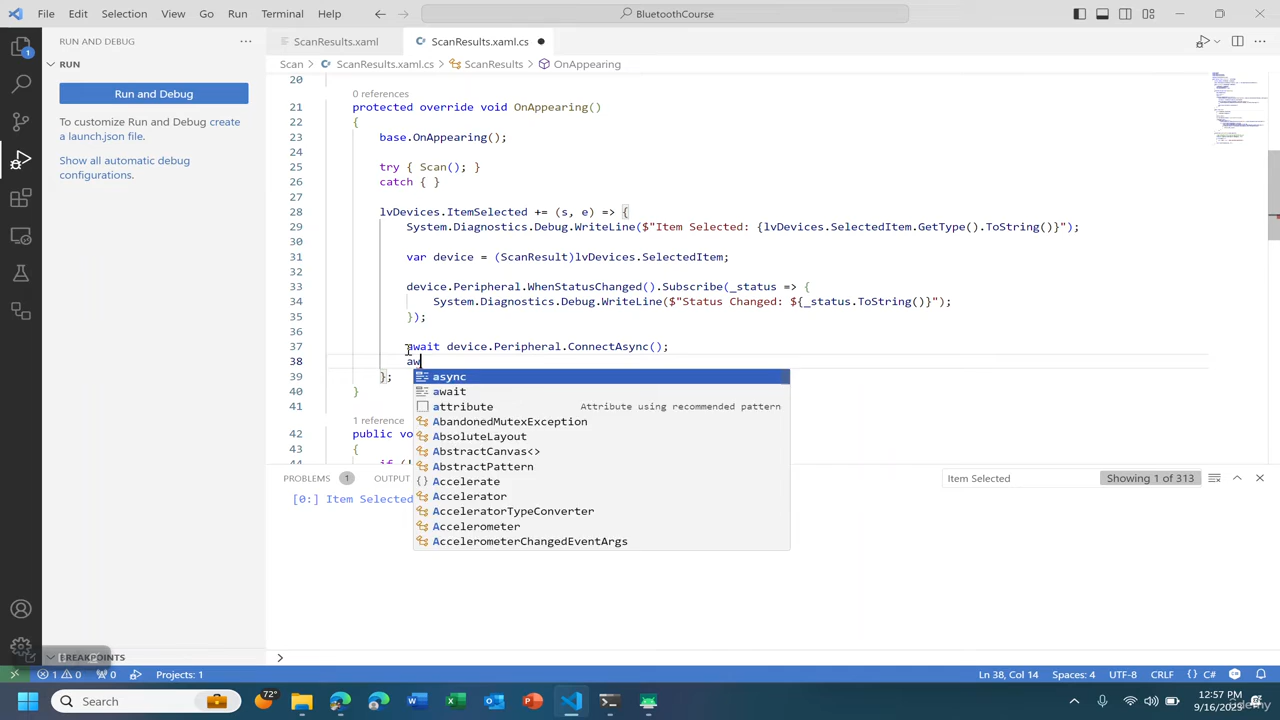 File Edit Selection View Go Run ···
BluetoothCourse
RUN AND DEBUG ···
ScanResults.xaml
ScanResults.xaml.cs
RUN
Scan > ScanResults.xaml.cs > ScanResults > OnAppearing
Run and Debug
To customize Run and Debug create
a launch.json file.
Show all automatic debug
configurations.
20
references
21 protected override void OnAppearing()
22
23 base.OnAppearing();
24
25 try { Scan(); }
26 catch { }
27
28 lvDevices.ItemSelected += (s, e) => {
29 System.Diagnostics.Debug.WriteLine($"Item Selected: {lvDevices.SelectedItem.GetType().ToString()}");
30
31 var device = (ScanResult)lvDevices.SelectedItem;
32
33 device.Peripheral.WhenStatusChanged().Subscribe(_status => {
34 System.Diagnostics.Debug.WriteLine($"Status Changed: ${_status.ToString()}");
35 });
36
37 await device.Peripheral.ConnectAsync();
38 aw
39 };
40 }
41
1 reference
42 public vo
43 {
44 if (!
async
await
attribute Attribute using recommended pattern
AbandonedMutexException
AbsoluteLayout
AbstractCanvas<>
AbstractPattern
Accelerate
Accelerator
AcceleratorTypeConverter
Accelerometer
AccelerometerChangedEventArgs
PROBLEMS 1 OUTPUT
Item Selected
Showing 1 of 313
[0:] Item Selected
BREAKPOINTS
1 0 0 Projects: 1
Ln 38, Col 14 Spaces: 4 UTF-8 CRLF {} C#
Search
72°
12:57 PM
9/16/2023
Udemy